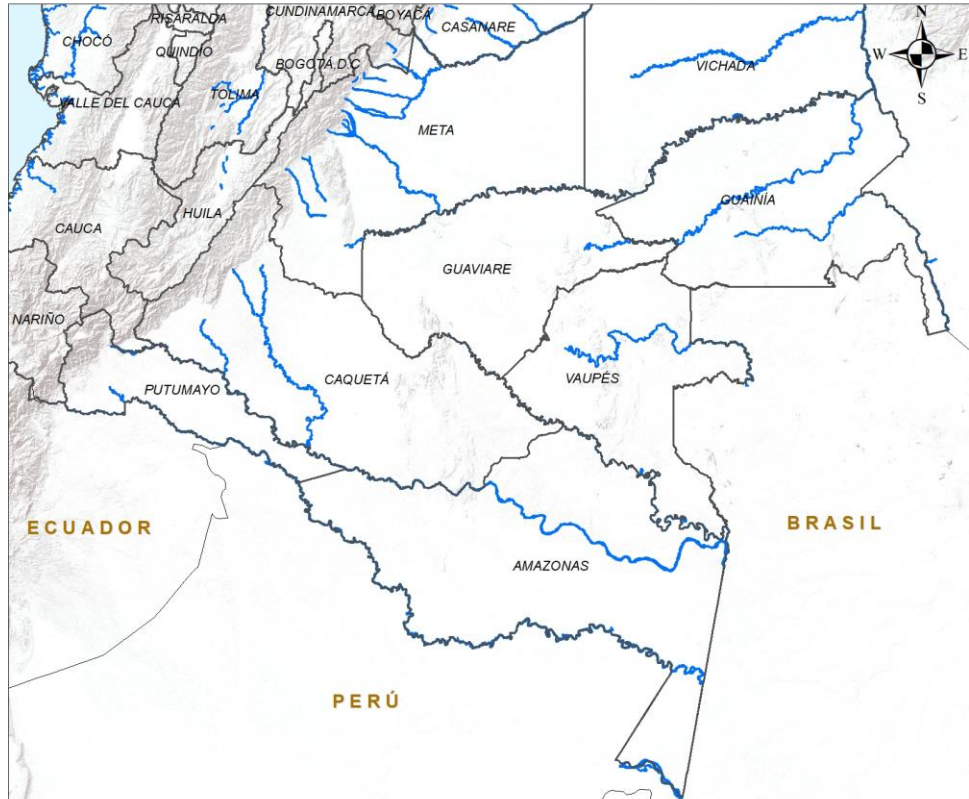 CUNDINAMARCA
BOYACÁ
RISARALDA
CASANARE
N
CHOCÓ
QUINDIO
BOGOTÁ, D.C
W
E
VICHADA
S
VALLE DEL CAUCA
TOLIMA
META
GUAINÍA
HUILA
CAUCA
GUAVIARE
NARIÑO
PUTUMAYO
CAQUETÁ
VAUPÉS
ECUADOR
BRASIL
AMAZONAS
PERÚ